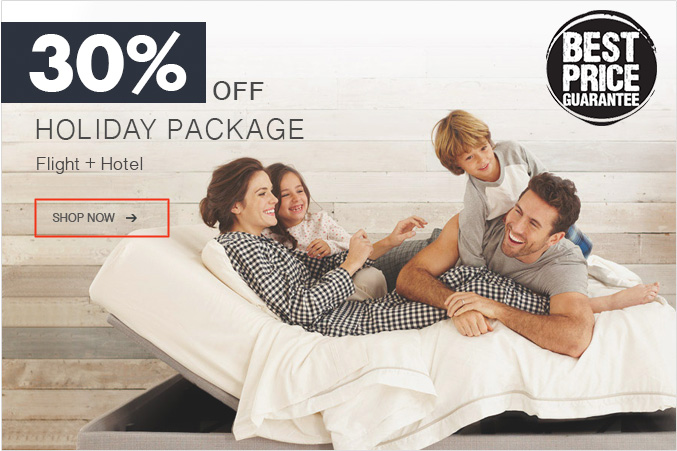 30% OFF
HOLIDAY PACKAGE
Flight + Hotel
SHOP NOW →
BEST
PRICE
GUARANTEE